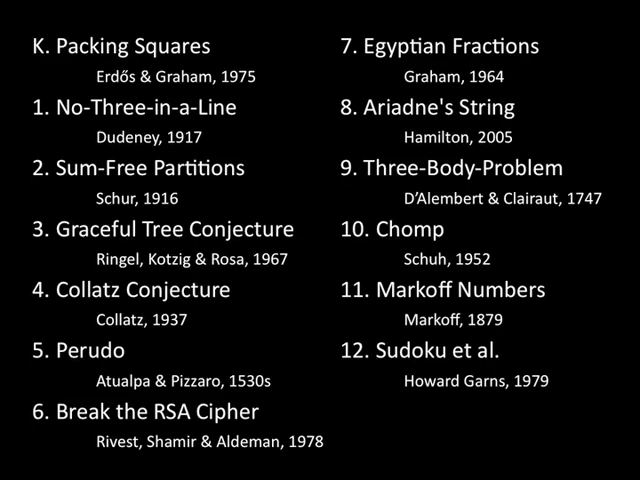 K. Packing Squares
Erdős & Graham, 1975
1. No-Three-in-a-Line
Dudeney, 1917
2. Sum-Free Partitions
Schur, 1916
3. Graceful Tree Conjecture
Ringel, Kotzig & Rosa, 1967
4. Collatz Conjecture
Collatz, 1937
5. Perudo
Atualpa & Pizzaro, 1530s
6. Break the RSA Cipher
Rivest, Shamir & Aldeman, 1978
7. Egyptian Fractions
Graham, 1964
8. Ariadne's String
Hamilton, 2005
9. Three-Body-Problem
D’Alembert & Clairaut, 1747
10. Chomp
Schuh, 1952
11. Markoff Numbers
Markoff, 1879
12. Sudoku et al.
Howard Garns, 1979